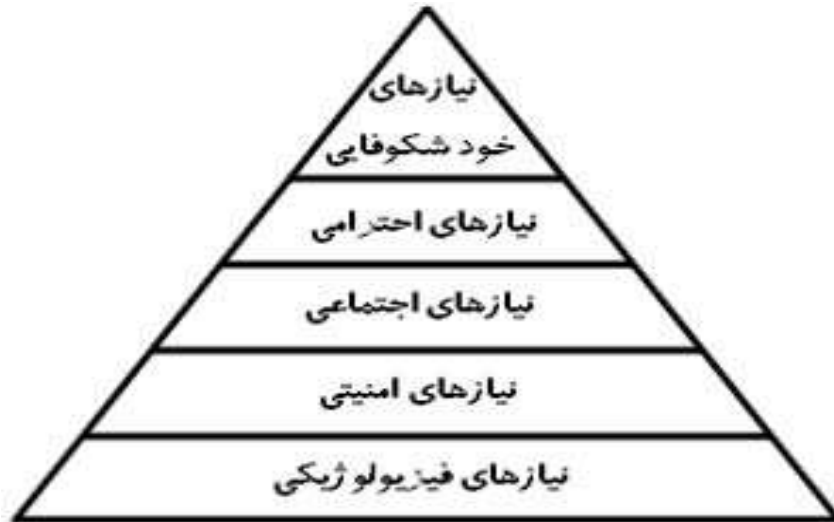 نیازهای
خود شکوفایی
نیازهای احترامی
نیازهای اجتماعی
نیازهای امنیتی
نیازهای فیزیولوژیکی